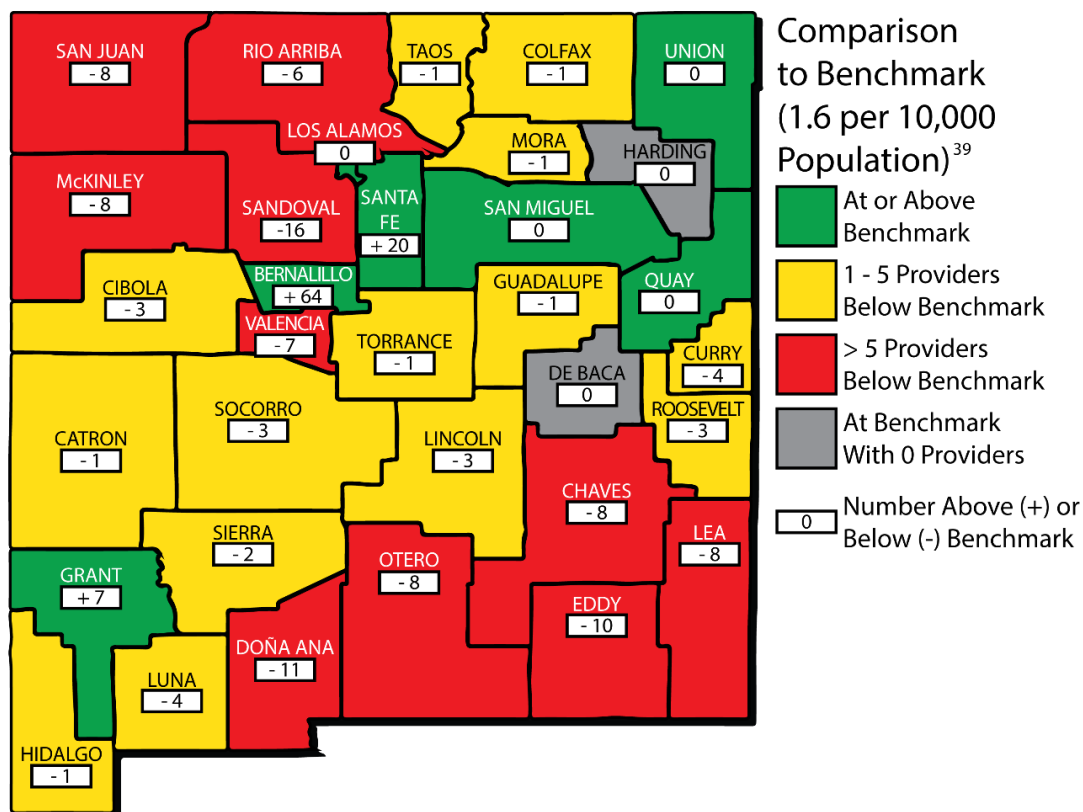 SAN JUAN
- 8
RIO ARRIBA
- 6
TAOS
- 1
COLFAX
- 1
UNION
0
LOS ALAMOS
0
MORA
- 1
HARDING
0
McKINLEY
- 8
SANDOVAL
-16
SANTA
FE
+ 20
SAN MIGUEL
0
CIBOLA
- 3
BERNALILLO
+ 64
GUADALUPE
- 1
QUAY
0
VALENCIA
- 7
TORRANCE
- 1
CURRY
- 4
DE BACA
0
SOCORRO
- 3
ROOSEVELT
- 3
CATRON
- 1
LINCOLN
- 3
CHAVES
- 8
SIERRA
- 2
LEA
- 8
OTERO
- 8
GRANT
+ 7
EDDY
- 10
DOÑA ANA
- 11
LUNA
- 4
HIDALGO
- 1
Comparison
to Benchmark
(1.6 per 10,000
Population)39
At or Above
Benchmark
1 - 5 Providers
Below Benchmark
> 5 Providers
Below Benchmark
At Benchmark
With 0 Providers
0
Number Above (+) or
Below (-) Benchmark